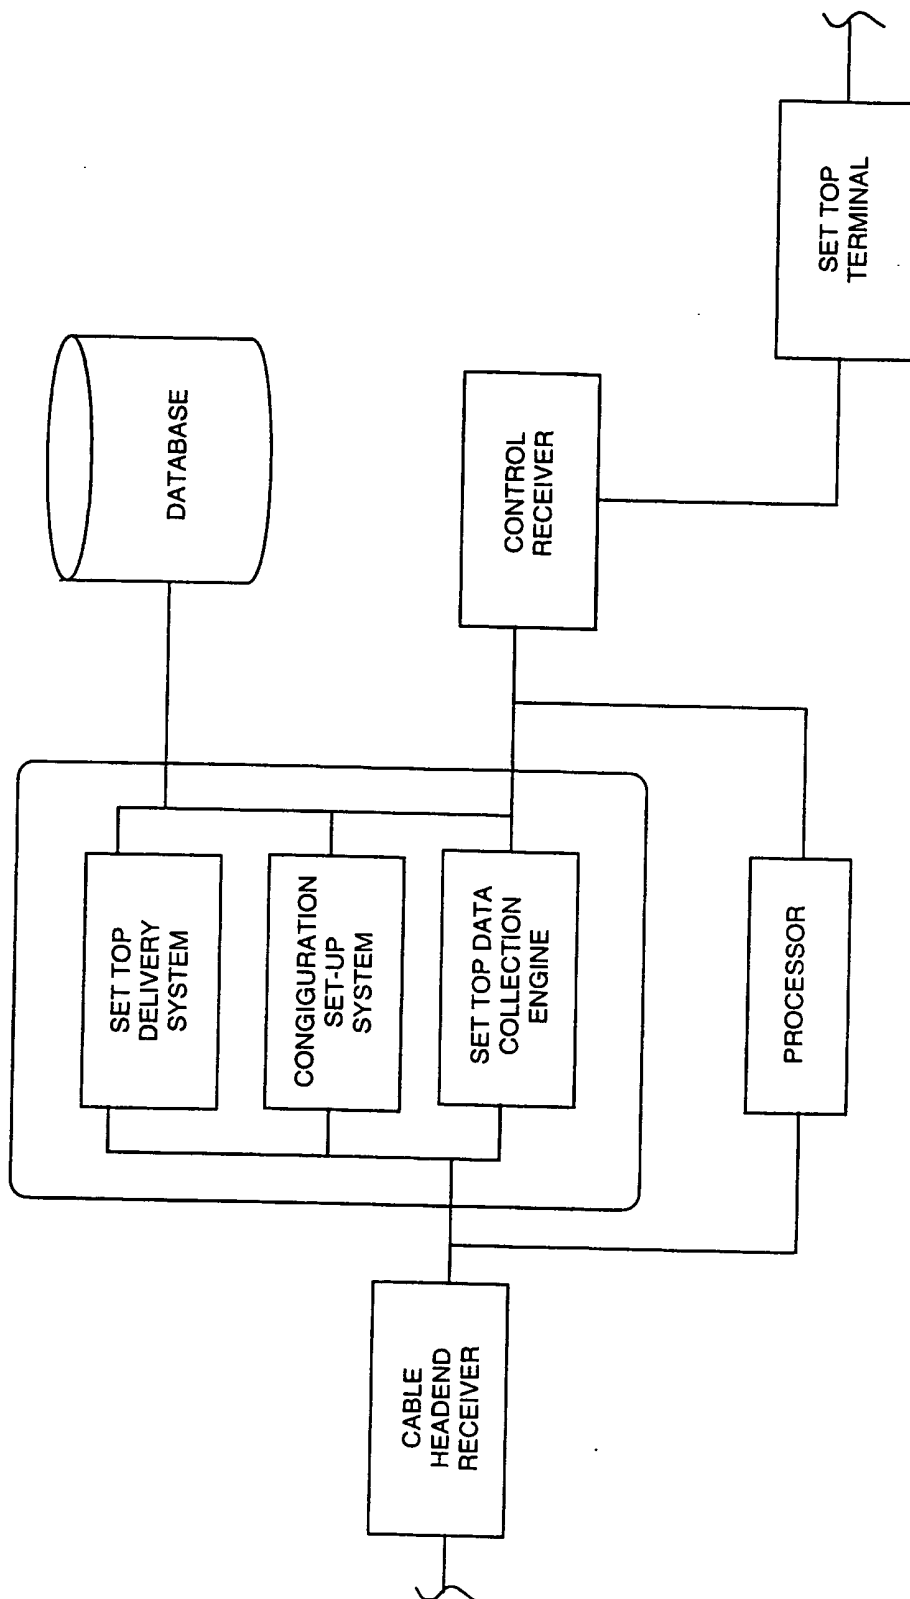 CABLE
HEADEND
RECEIVER
SET TOP
DELIVERY
SYSTEM
CONGIGURATION
SET-UP
SYSTEM
SET TOP DATA
COLLECTION
ENGINE
PROCESSOR
DATABASE
CONTROL
RECEIVER
SET TOP
TERMINAL